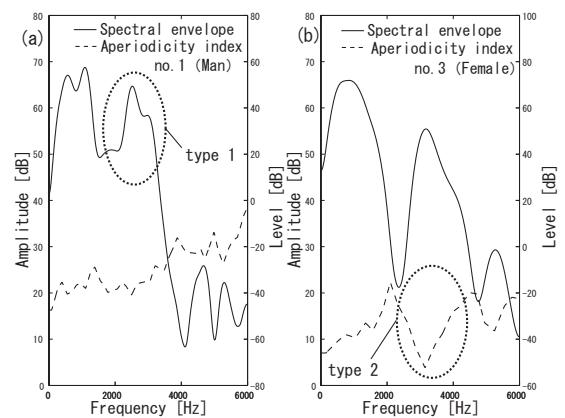 (a)
Spectral envelope
Aperiodicity index
no.1 (Man)
type 1
Amplitude [dB]
80
70
60
50
40
30
20
10
0
Level [dB]
80
60
40
20
0
-20
-40
-60
0 2000 4000 6000
Frequency [Hz]
(b)
Spectral envelope
Aperiodicity index
no.3 (Female)
type 2
Amplitude [dB]
80
70
60
50
40
30
20
10
0
Level [dB]
100
80
60
40
20
0
-20
-40
-60
0 2000 4000 6000
Frequency [Hz]